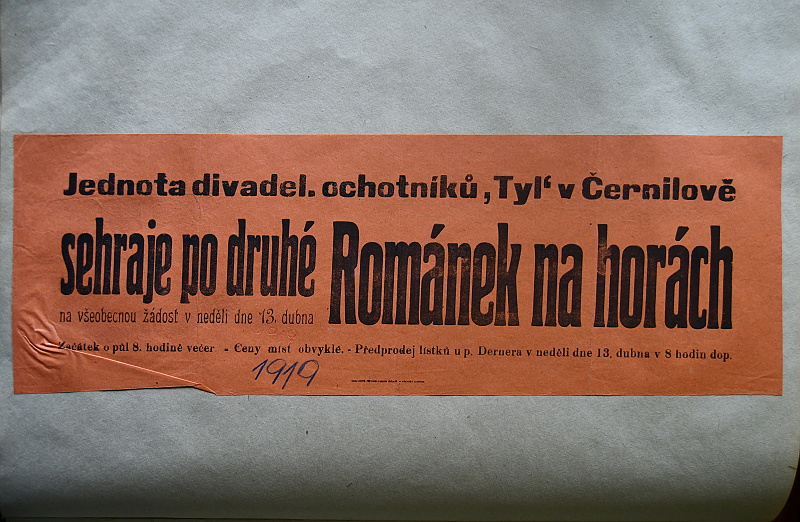 Jednota divadel. ochotníků ‚Tyl‘ v Černilově
sehraje po druhé Románek na horách
na všeobecnou žádost v neděli dne 13. dubna
Začátek o půl 8. hodině večer - Ceny míst obvyklé. - Předprodej lístků u p. Dernera v neděli dne 13. dubna v 8 hodin dop.
1919